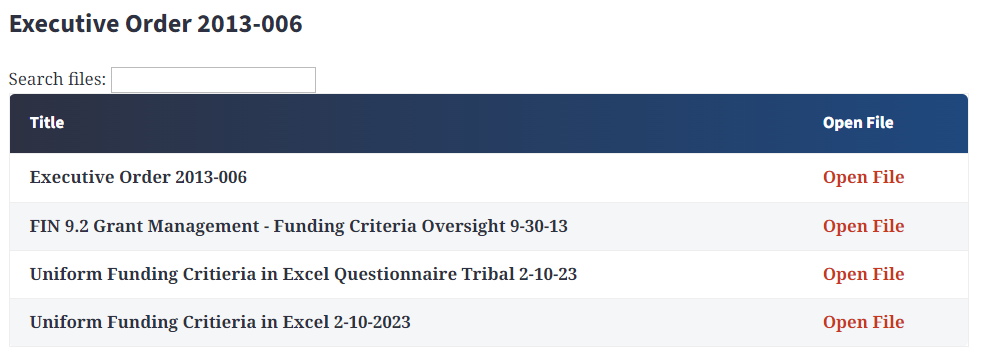 Executive Order 2013-006
Search files:
Title Open File
Executive Order 2013-006 Open File
FIN 9.2 Grant Management - Funding Criteria Oversight 9-30-13 Open File
Uniform Funding Critieria in Excel Questionnaire Tribal 2-10-23 Open File
Uniform Funding Critieria in Excel 2-10-2023 Open File